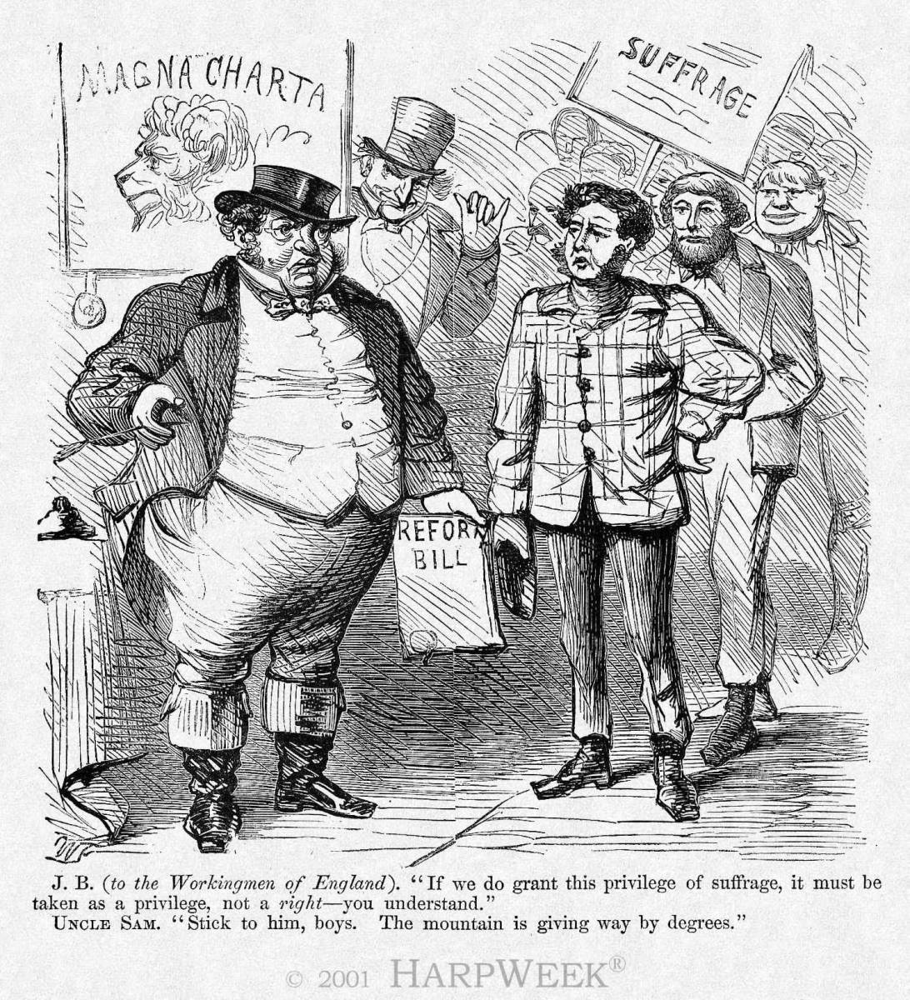 MAGNA CHARTA
SUFFRAGE
REFORM
BILL
J. B. (to the Workingmen of England). "If we do grant this privilege of suffrage, it must be
taken as a privilege, not a right—you understand."
UNCLE SAM. "Stick to him, boys. The mountain is giving way by degrees."
© 2001 HARPWEEK®